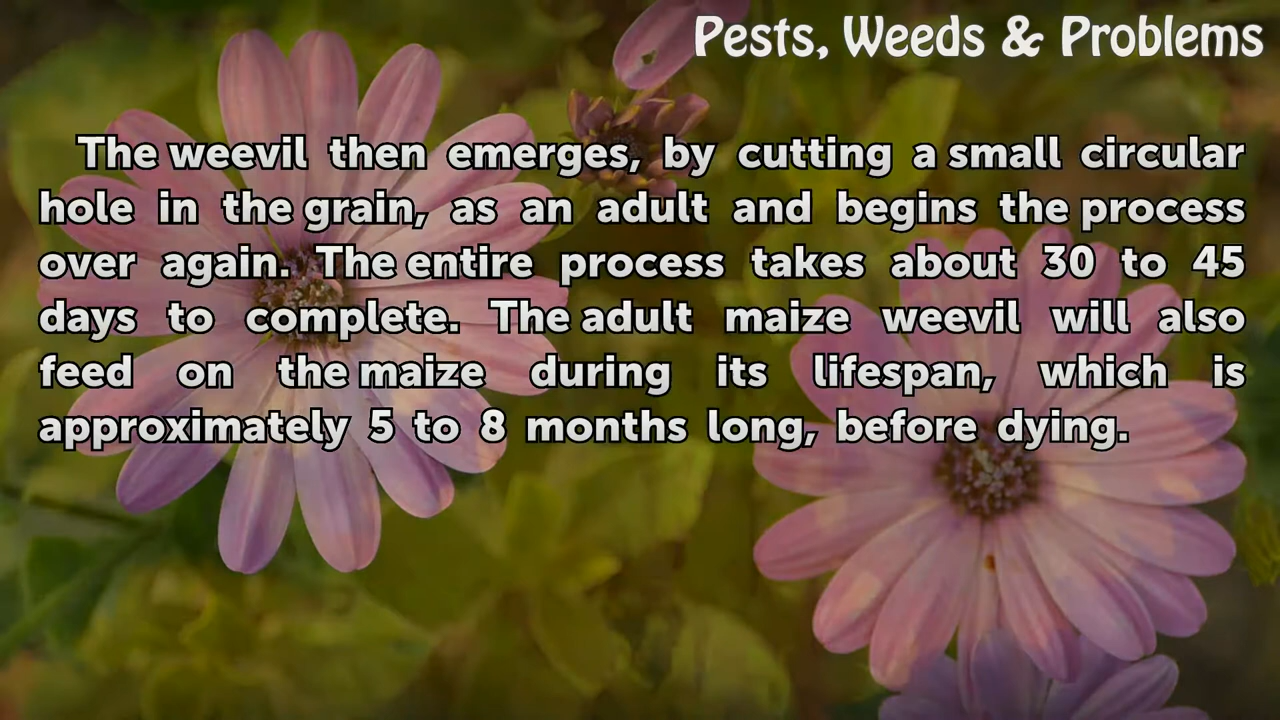 Pests, Weeds & Problems
The weevil then emerges, by cutting a small circular
hole in the grain, as an adult and begins the process
over again. The entire process takes about 30 to 45
days to complete. The adult maize weevil will also
feed on the maize during its lifespan, which is
approximately 5 to 8 months long, before dying.